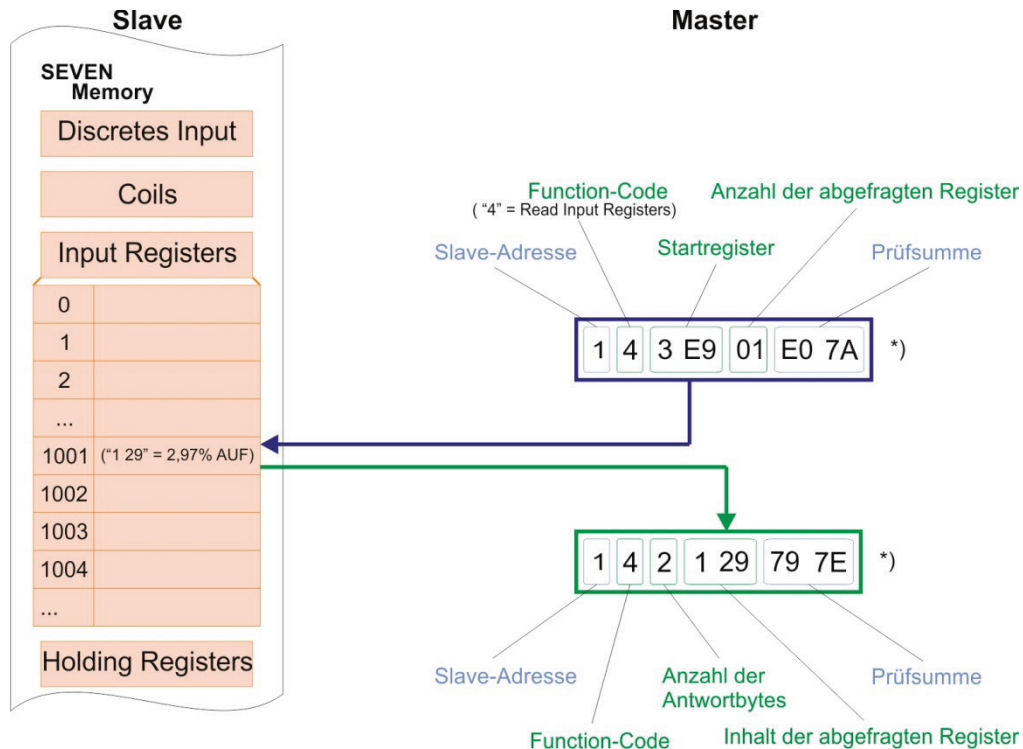 Slave
SEVEN
Memory
Discretes Input
Coils
Input Registers
0
1
2
...
1001 ("1 29" = 2,97% AUF)
1002
1003
1004
...
Holding Registers
Master
Function-Code
( "4" = Read Input Registers)
Anzahl der abgefragten Register
Slave-Adresse
Startregister
Prüfsumme
1 4 3 E9 01 E0 7A *)
1 4 2 1 29 79 7E *)
Slave-Adresse
Anzahl der
Antwortbytes
Prüfsumme
Function-Code
Inhalt der abgefragten Register